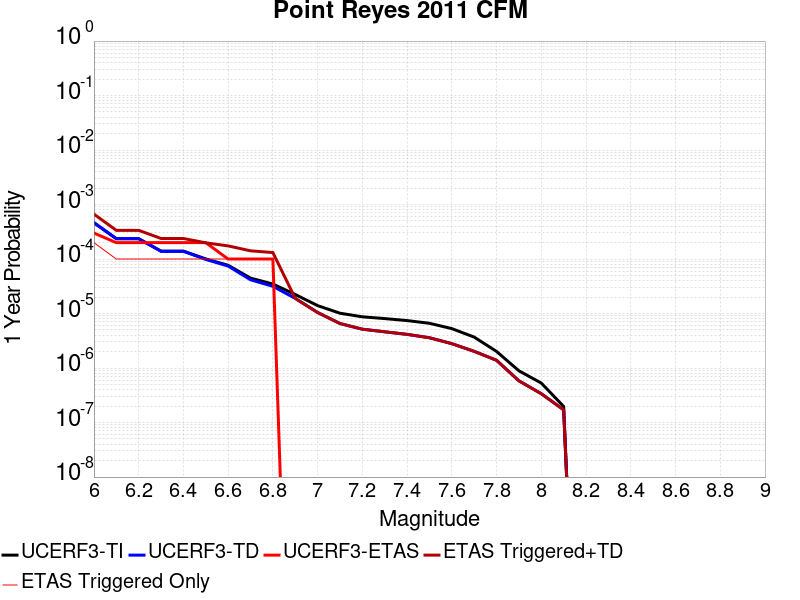 Point Reyes 2011 CFM
10^0
10^-1
10^-2
10^-3
10^-4
10^-5
10^-6
10^-7
10^-8
1 Year Probability
6 6.2 6.4 6.6 6.8 7 7.2 7.4 7.6 7.8 8 8.2 8.4 8.6 8.8 9
Magnitude
UCERF3-TI UCERF3-TD UCERF3-ETAS ETAS Triggered+TD
ETAS Triggered Only